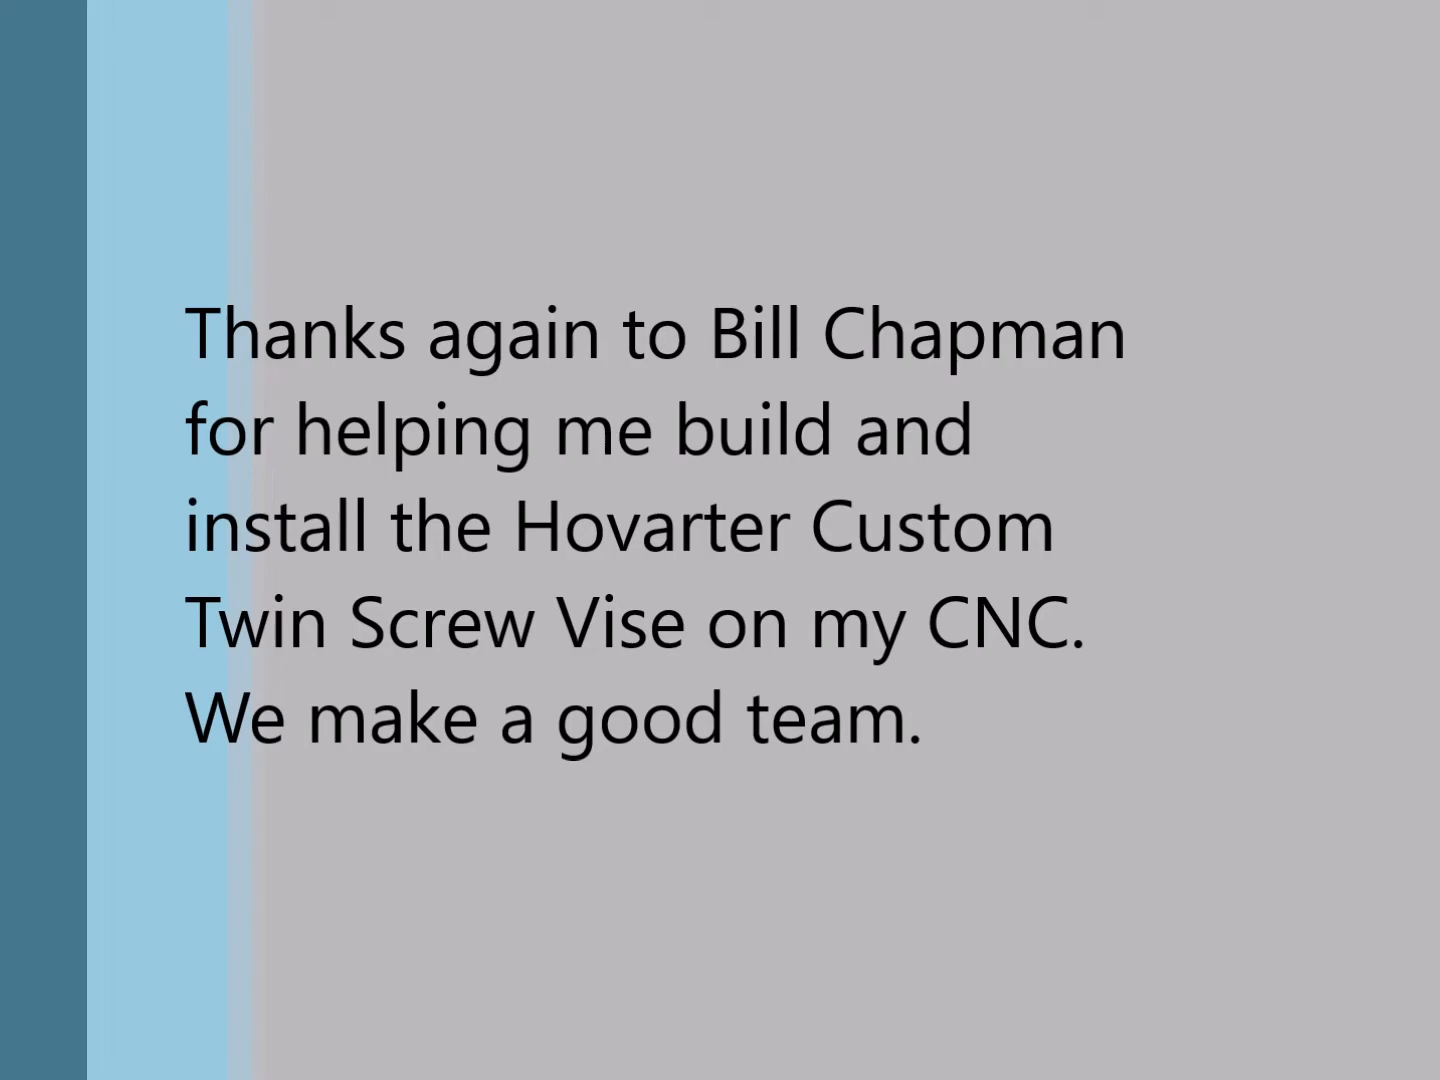 Thanks again to Bill Chapman
for helping me build and
install the Hovarter Custom
Twin Screw Vise on my CNC.
We make a good team.